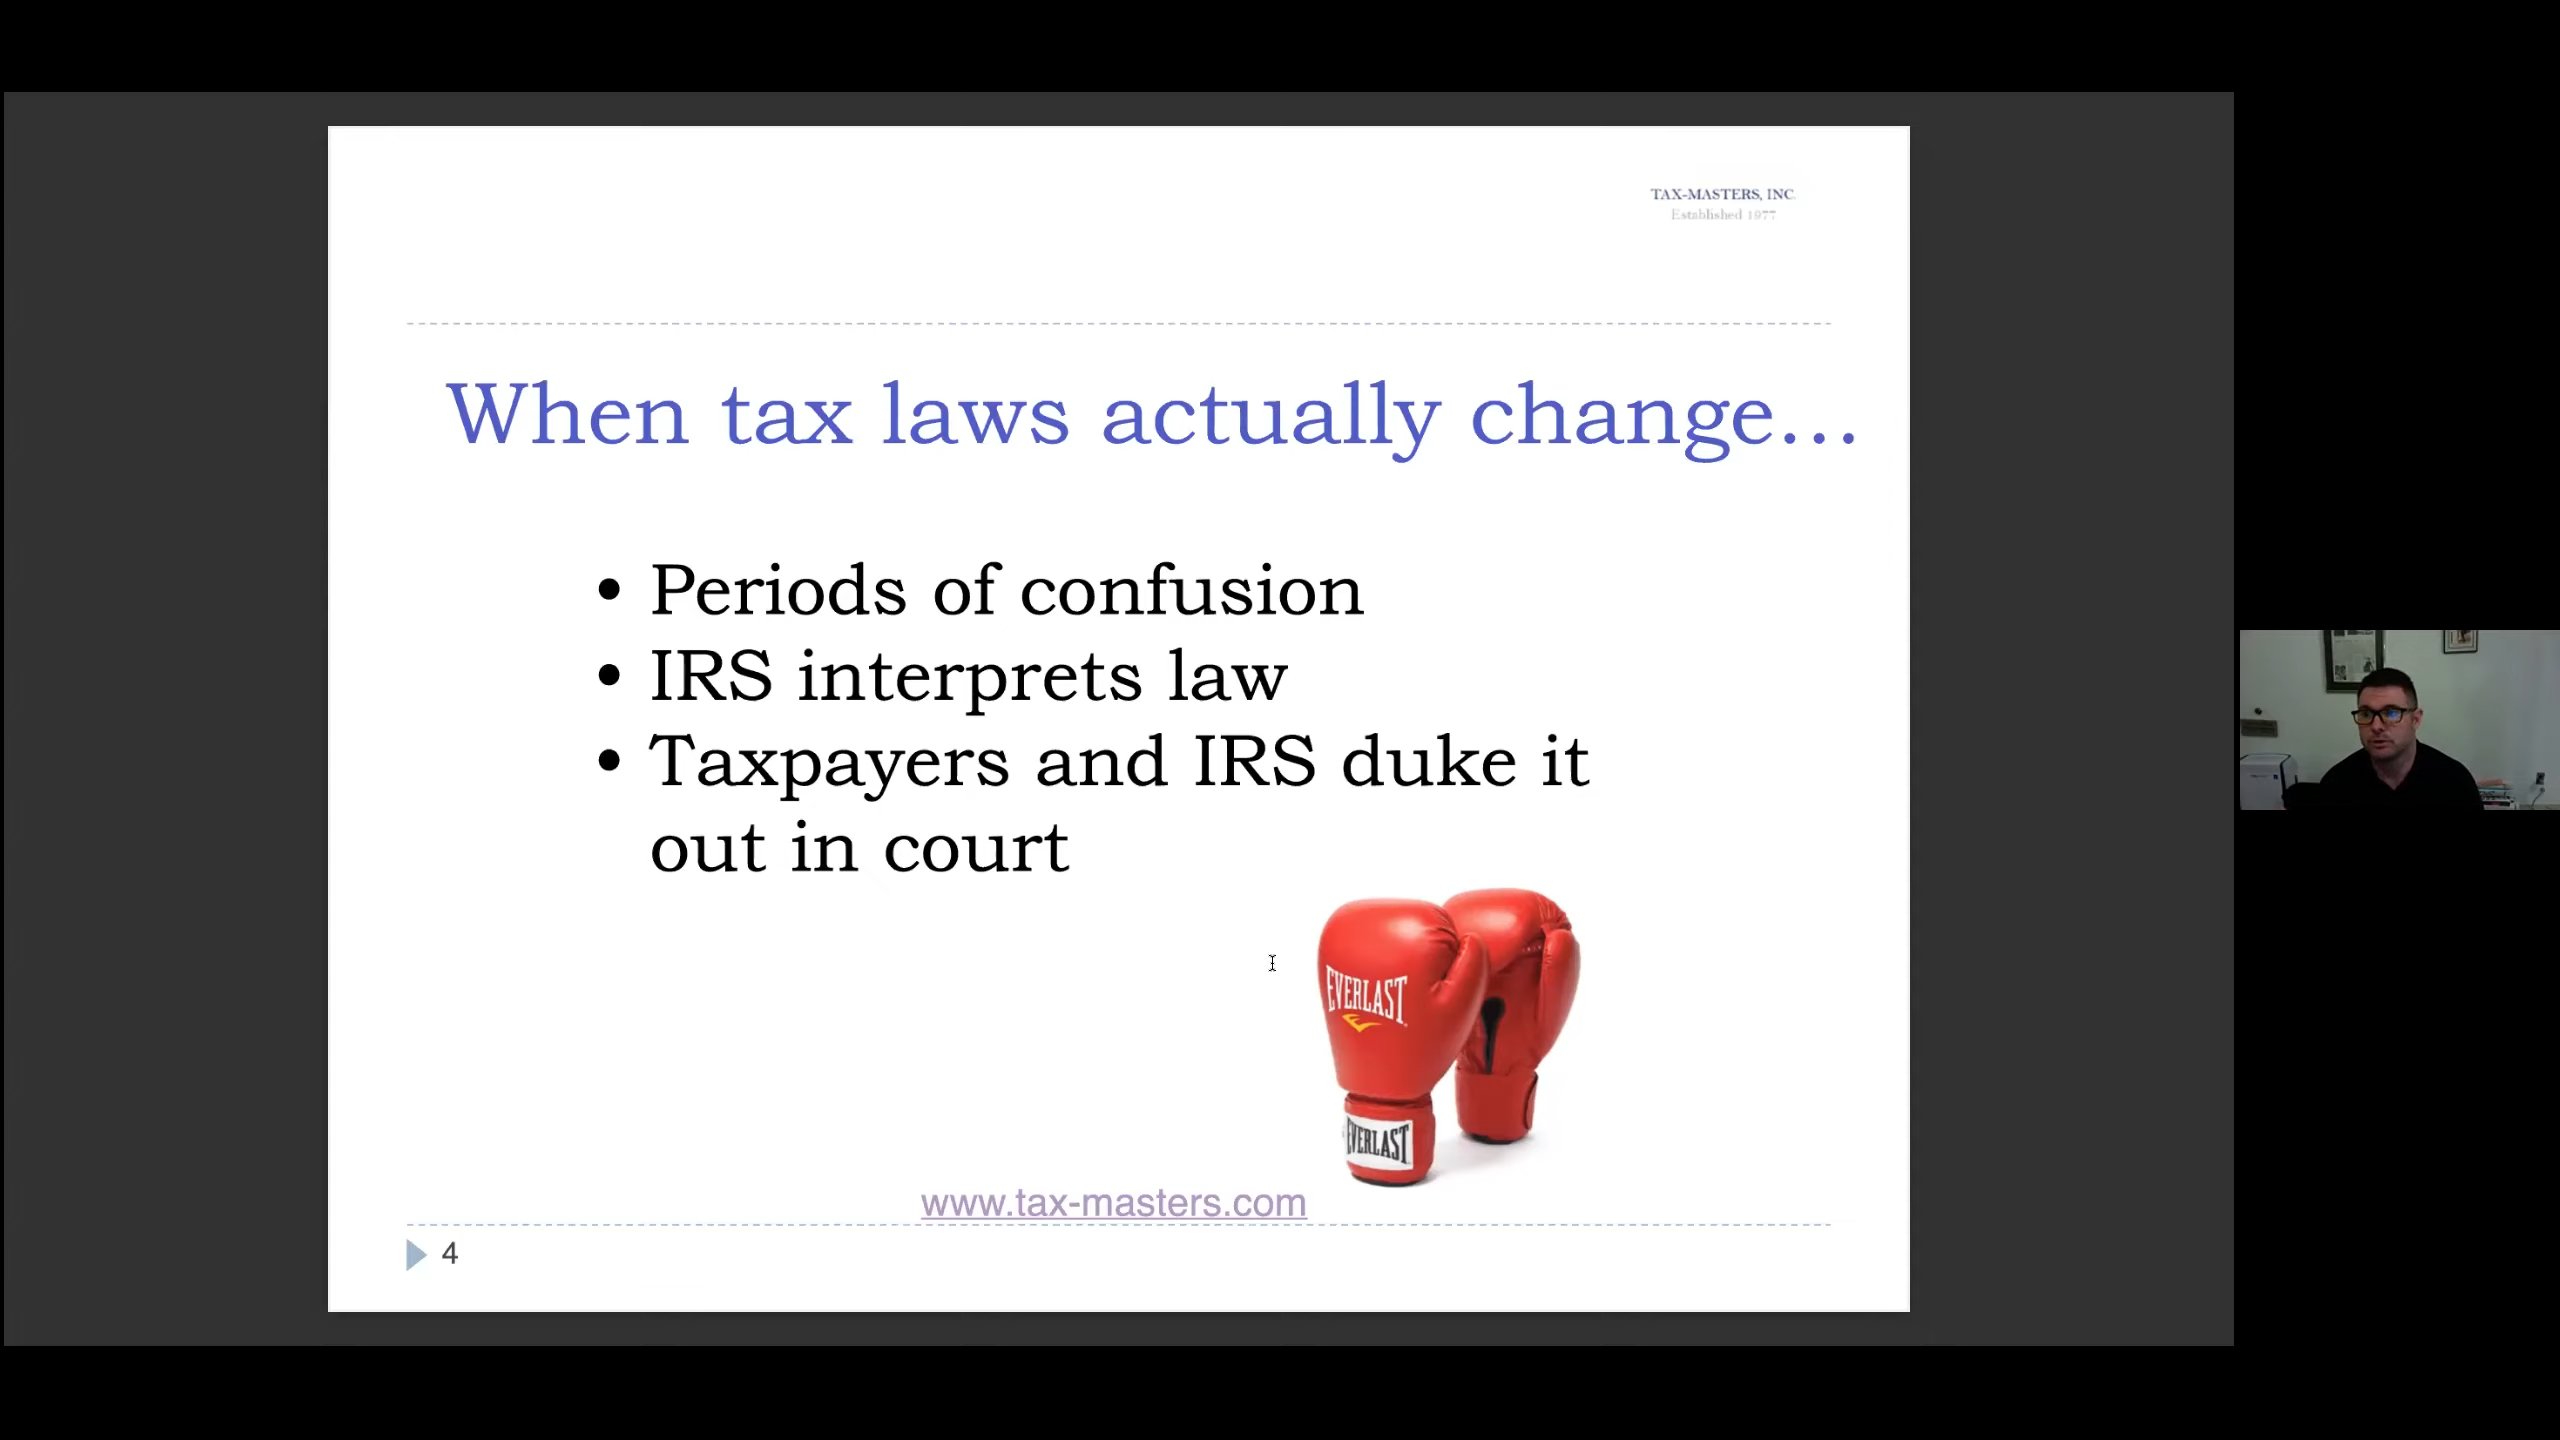 TAX-MASTERS, INC.
Established 1977
When tax laws actually change…
• Periods of confusion
• IRS interprets law
• Taxpayers and IRS duke it
out in court
EVERLAST
EVERLAST
www.tax-masters.com
4